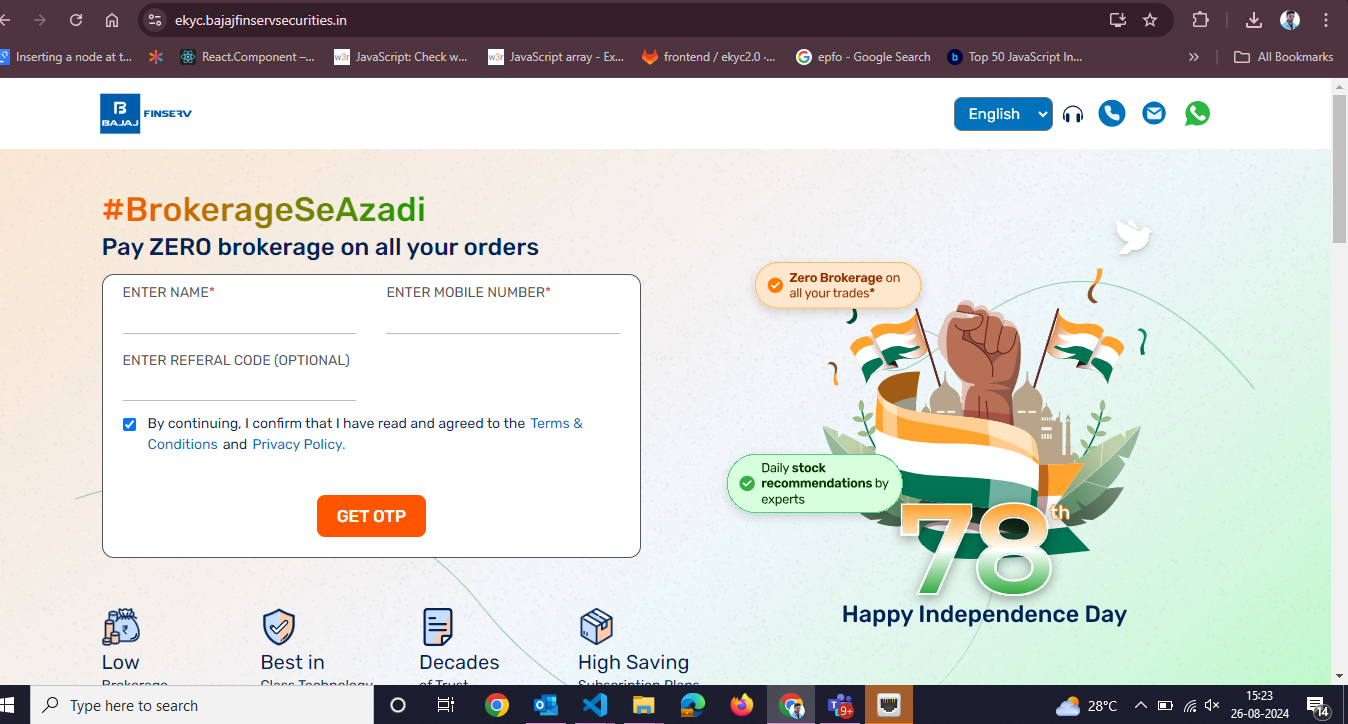 ekyc.bajajfinservsecurities.in
Inserting a node at t...
React.Component –...
w3r
JavaScript: Check w...
w3r
JavaScript array - Ex...
frontend / ekyc2.0 ·...
epfo - Google Search
b
Top 50 JavaScript In...
»
All Bookmarks
B
BAJAJ
FINSERV
English
#BrokerageSeAzadi
Pay ZERO brokerage on all your orders
ENTER NAME*
ENTER MOBILE NUMBER*
ENTER REFERAL CODE (OPTIONAL)
By continuing, I confirm that I have read and agreed to the Terms &
Conditions and Privacy Policy.
GET OTP
Zero Brokerage on
all your trades*
Daily stock
recommendations by
experts
78th
Happy Independence Day
Low
Brokerage
Best in
Class Technology
Decades
of Trust
High Saving
Subscription Plans
Type here to search
9+
28°C
15:23
26-08-2024
14